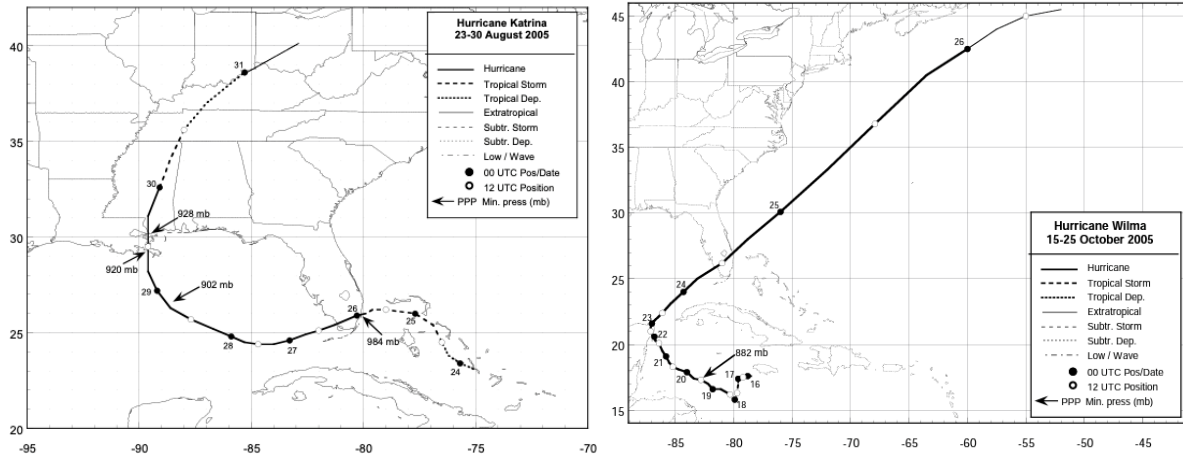 Hurricane Katrina
23-30 August 2005
Hurricane
Tropical Storm
Tropical Dep.
Extratropical
Subtr. Storm
Subtr. Dep.
Low / Wave
00 UTC Pos/Date
12 UTC Position
PPP Min. press (mb)
40
35
30
25
20
-95
-90
-85
-80
-75
-70
31
30
928 mb
920 mb
902 mb
29
28
27
26
984 mb
25
24
Hurricane Wilma
15-25 October 2005
Hurricane
Tropical Storm
Tropical Dep.
Extratropical
Subtr. Storm
Subtr. Dep.
Low / Wave
00 UTC Pos/Date
12 UTC Position
PPP Min. press (mb)
45
40
35
30
25
20
15
-85
-80
-75
-70
-65
-60
-55
-50
-45
26
25
24
23
22
21
20
882 mb
19
18
17
16